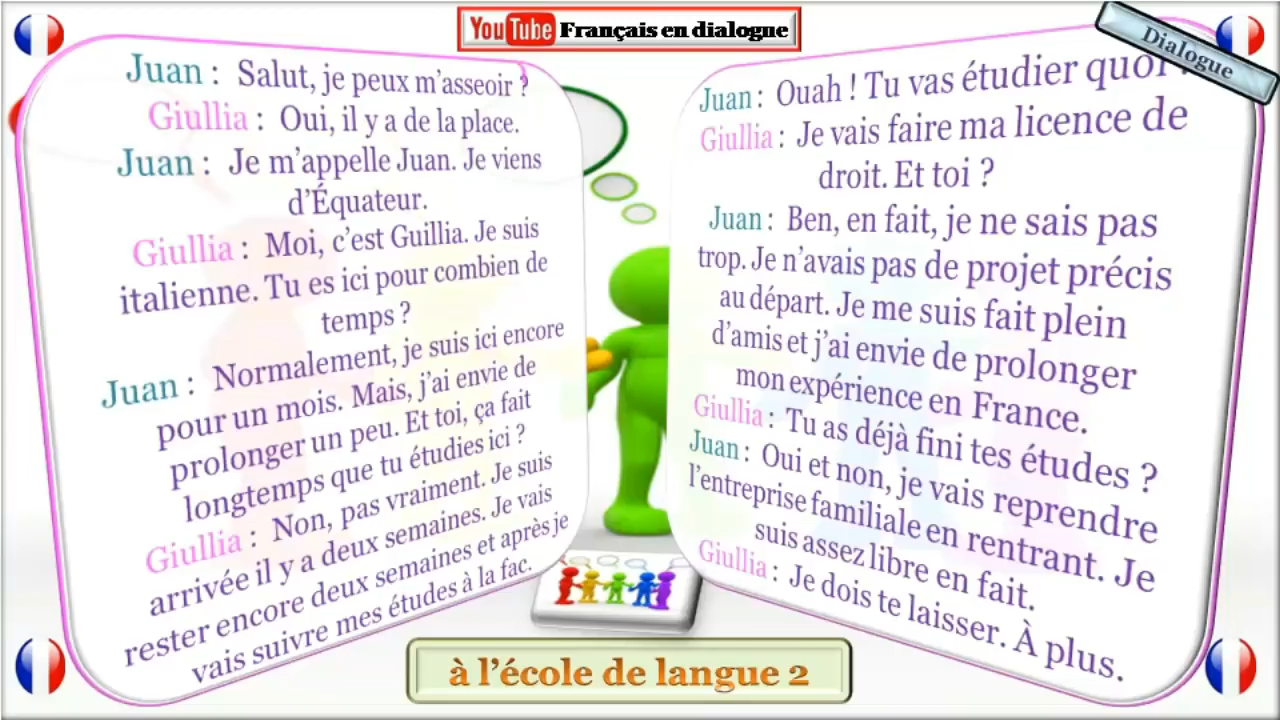 YouTube Français en dialogue
Dialogue
Juan : Salut, je peux m'asseoir ?
Giullia : Oui, il y a de la place.
Juan : Je m'appelle Juan. Je viens
d'Équateur.
Giullia : Moi, c'est Guillia. Je suis
italienne. Tu es ici pour combien de
temps ?
Juan : Normalement, je suis ici encore
pour un mois. Mais, j'ai envie de
prolonger un peu. Et toi, ça fait
longtemps que tu étudies ici ?
Giullia : Non, pas vraiment. Je suis
arrivée il y a deux semaines. Je vais
rester encore deux semaines et après je
vais suivre mes études à la fac.
Juan : Ouah ! Tu vas étudier quoi ?
Giullia : Je vais faire ma licence de
droit. Et toi ?
Juan : Ben, en fait, je ne sais pas
trop. Je n'avais pas de projet précis
au départ. Je me suis fait plein
d'amis et j'ai envie de prolonger
mon expérience en France.
Giullia : Tu as déjà fini tes études ?
Juan : Oui et non, je vais reprendre
l'entreprise familiale en rentrant. Je
suis assez libre en fait.
Giullia : Je dois te laisser. À plus.
à l'école de langue 2